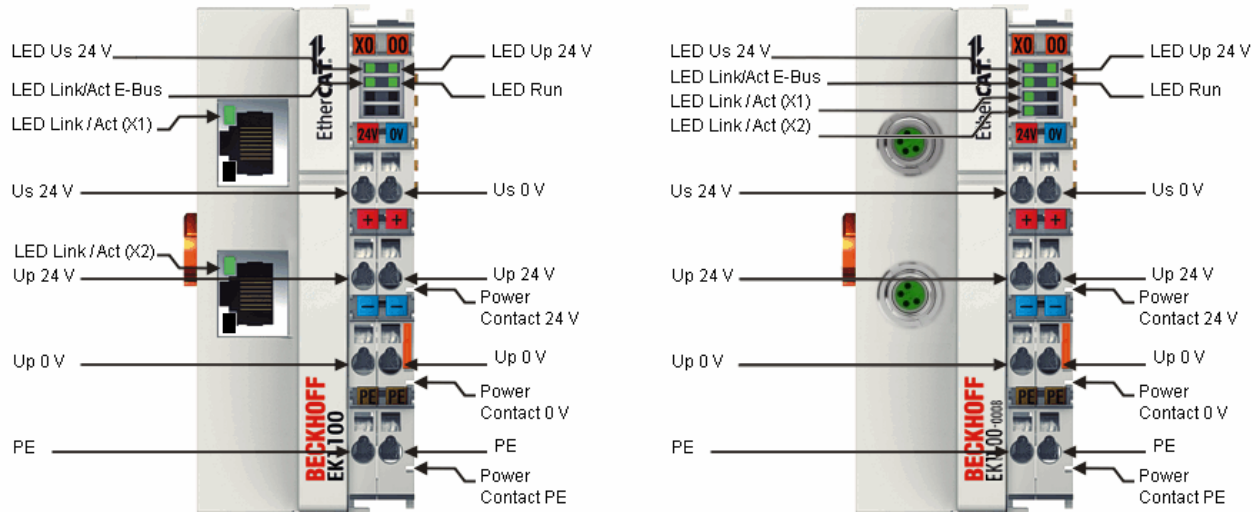 LED Us 24 V
LED Link/Act E-Bus
LED Link / Act (X1)
Us 24 V
LED Link / Act (X2)
Up 24 V
Up 0 V
PE
EtherCAT
X0 00
24V 0V
+ +
− −
PE PE
BECKHOFF
EK1100
LED Up 24 V
LED Run
Us 0 V
Up 24 V
Power
Contact 24 V
Up 0 V
Power
Contact 0 V
PE
Power
Contact PE
LED Us 24 V
LED Link/Act E-Bus
LED Link / Act (X1)
LED Link / Act (X2)
Us 24 V
Up 24 V
Up 0 V
PE
EtherCAT
X0 00
24V 0V
+ +
− −
PE PE
BECKHOFF
EK1100-0008
LED Up 24 V
LED Run
Us 0 V
Up 24 V
Power
Contact 24 V
Up 0 V
Power
Contact 0 V
PE
Power
Contact PE